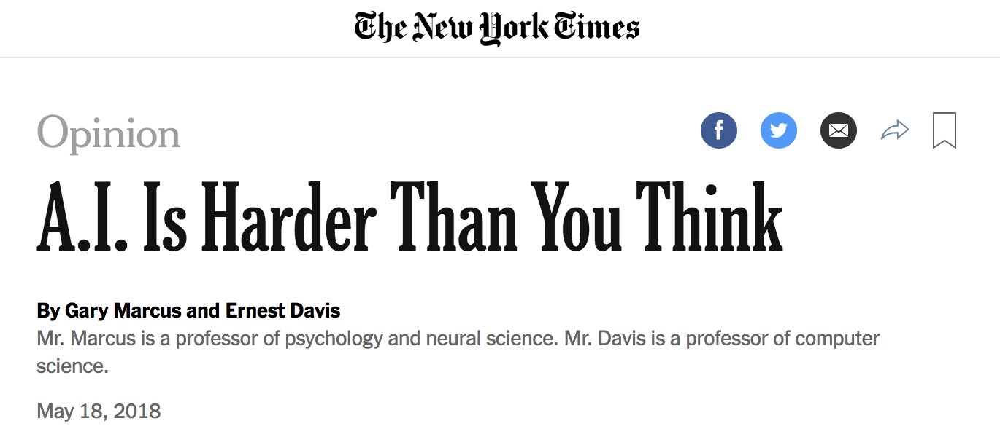 The New York Times
Opinion
A.I. Is Harder Than You Think
By Gary Marcus and Ernest Davis
Mr. Marcus is a professor of psychology and neural science. Mr. Davis is a professor of computer
science.
May 18, 2018